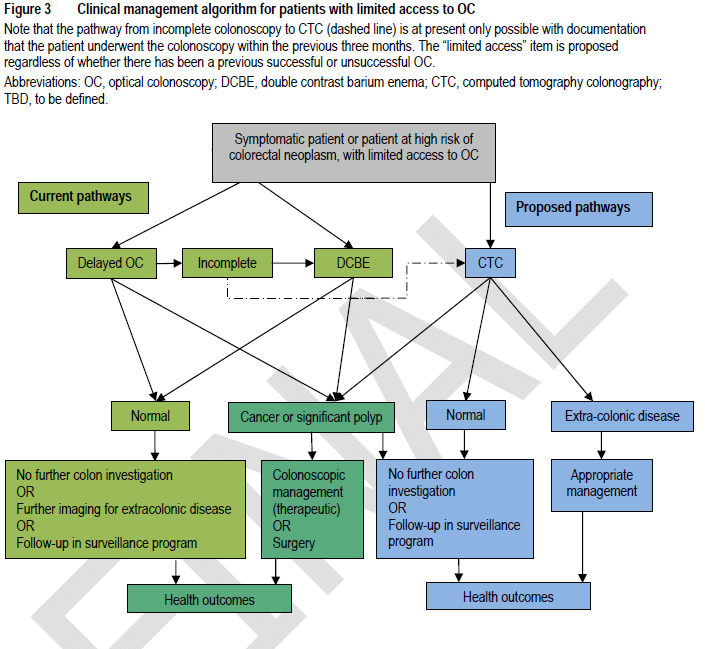 Figure 3 Clinical management algorithm for patients with limited access to OC
Note that the pathway from incomplete colonoscopy to CTC (dashed line) is at present only possible with documentation
that the patient underwent the colonoscopy within the previous three months. The “limited access” item is proposed
regardless of whether there has been a previous successful or unsuccessful OC.
Abbreviations: OC, optical colonoscopy; DCBE, double contrast barium enema; CTC, computed tomography colonography;
TBD, to be defined.
Symptomatic patient or patient at high risk of
colorectal neoplasm, with limited access to OC
Current pathways
Proposed pathways
Delayed OC
Incomplete
DCBE
CTC
Normal
Cancer or significant polyp
Normal
Extra-colonic disease
No further colon investigation
OR
Further imaging for extracolonic disease
OR
Follow-up in surveillance program
Colonoscopic
management
(therapeutic)
OR
Surgery
No further colon
investigation
OR
Follow-up in surveillance
program
Appropriate
management
Health outcomes
Health outcomes